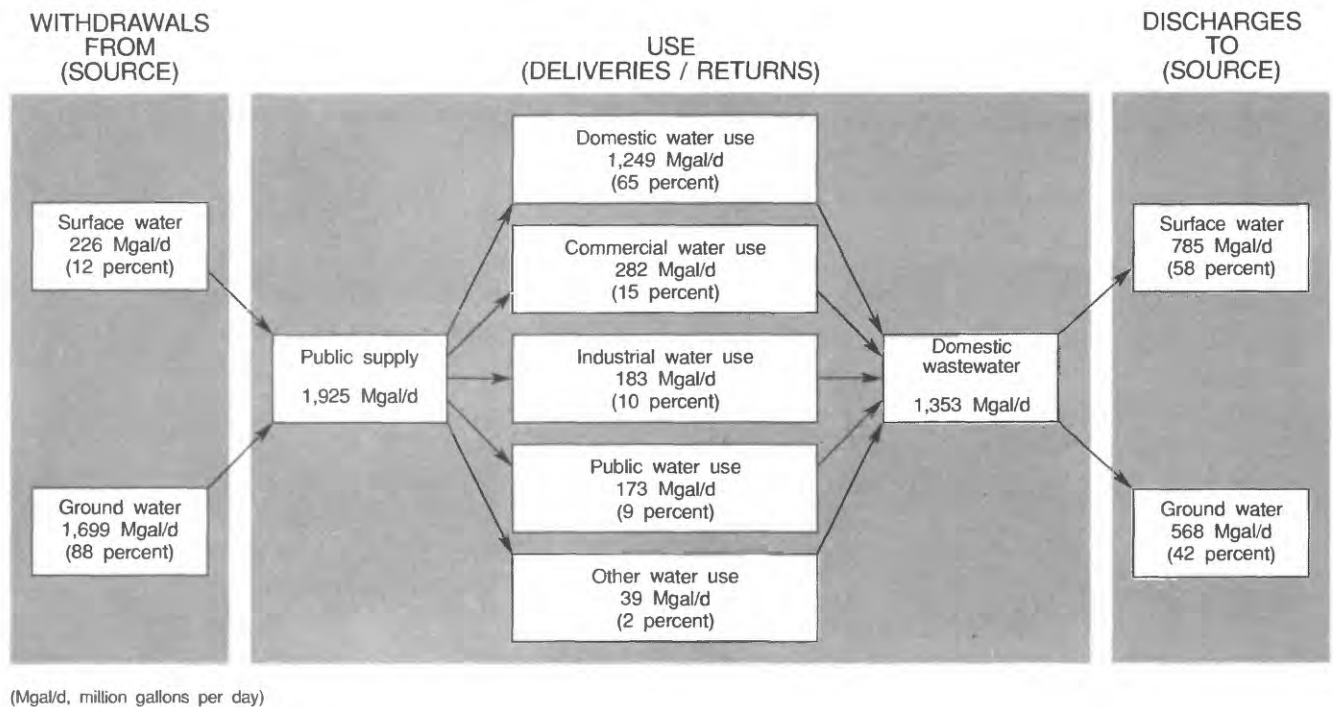 WITHDRAWALS
FROM
(SOURCE)
USE
(DELIVERIES / RETURNS)
DISCHARGES
TO
(SOURCE)
Surface water
226 Mgal/d
(12 percent)
Ground water
1,699 Mgal/d
(88 percent)
Public supply
1,925 Mgal/d
Domestic water use
1,249 Mgal/d
(65 percent)
Commercial water use
282 Mgal/d
(15 percent)
Industrial water use
183 Mgal/d
(10 percent)
Public water use
173 Mgal/d
(9 percent)
Other water use
39 Mgal/d
(2 percent)
Domestic
wastewater
1,353 Mgal/d
Surface water
785 Mgal/d
(58 percent)
Ground water
568 Mgal/d
(42 percent)
(Mgal/d, million gallons per day)